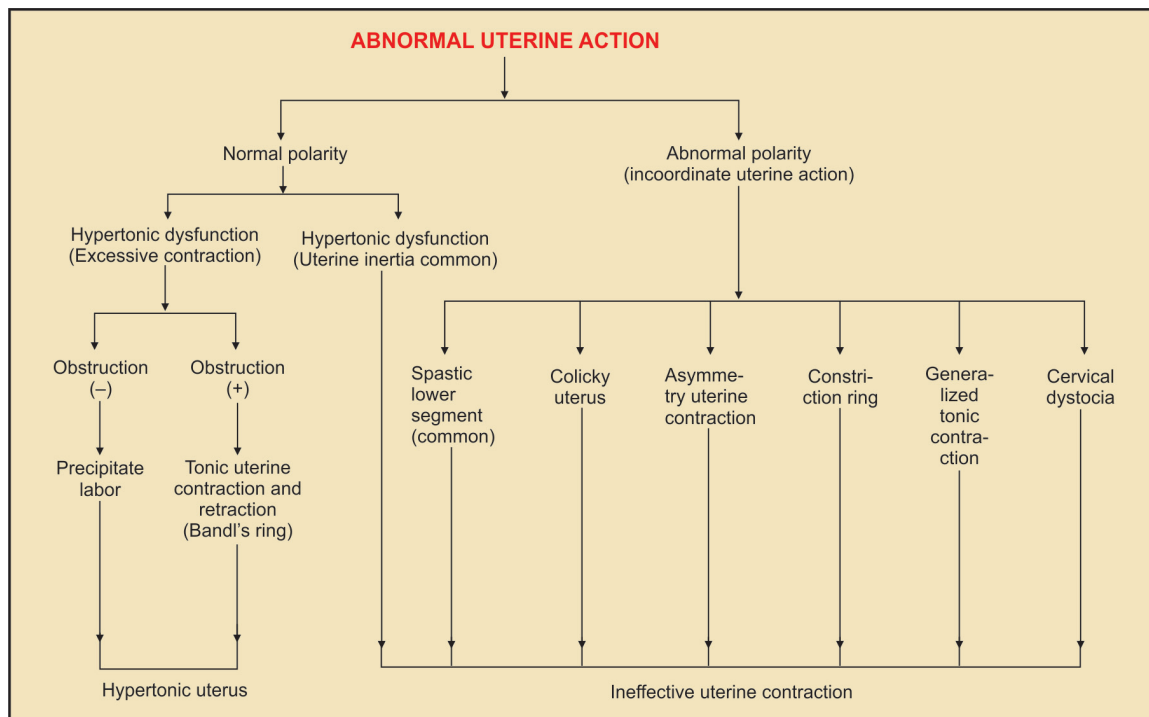 ABNORMAL UTERINE ACTION
Normal polarity
Abnormal polarity
(incoordinate uterine action)
Hypertonic dysfunction
(Excessive contraction)
Hypertonic dysfunction
(Uterine inertia common)
Obstruction
(–)
Obstruction
(+)
Spastic
lower
segment
(common)
Colicky
uterus
Asymme-
try uterine
contraction
Constri-
ction ring
Genera-
lized
tonic
contra-
ction
Cervical
dystocia
Precipitate
labor
Tonic uterine
contraction and
retraction
(Bandl's ring)
Hypertonic uterus
Ineffective uterine contraction